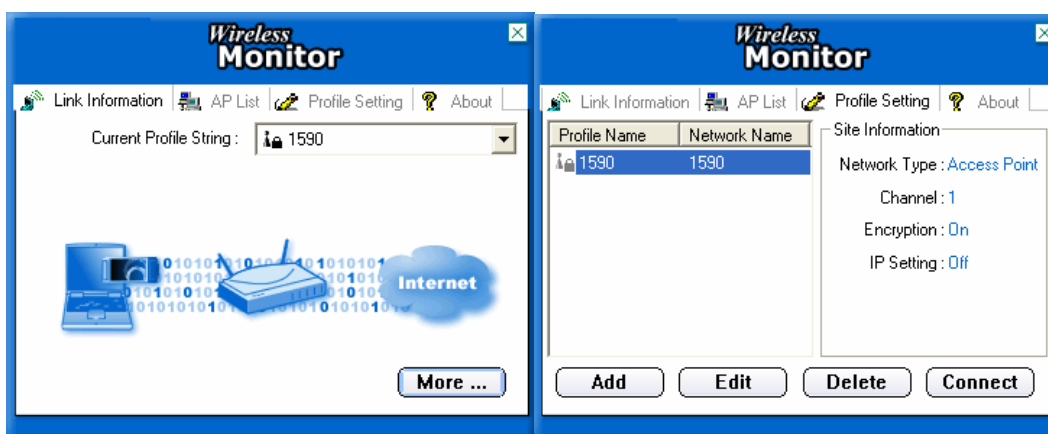 Wireless
Monitor
Link Information
AP List
Profile Setting
About
Current Profile String :
1590
Internet
More ...
Wireless
Monitor
Link Information
AP List
Profile Setting
About
Profile Name
Network Name
1590
1590
Site Information
Network Type : Access Point
Channel : 1
Encryption : On
IP Setting : Off
Add
Edit
Delete
Connect